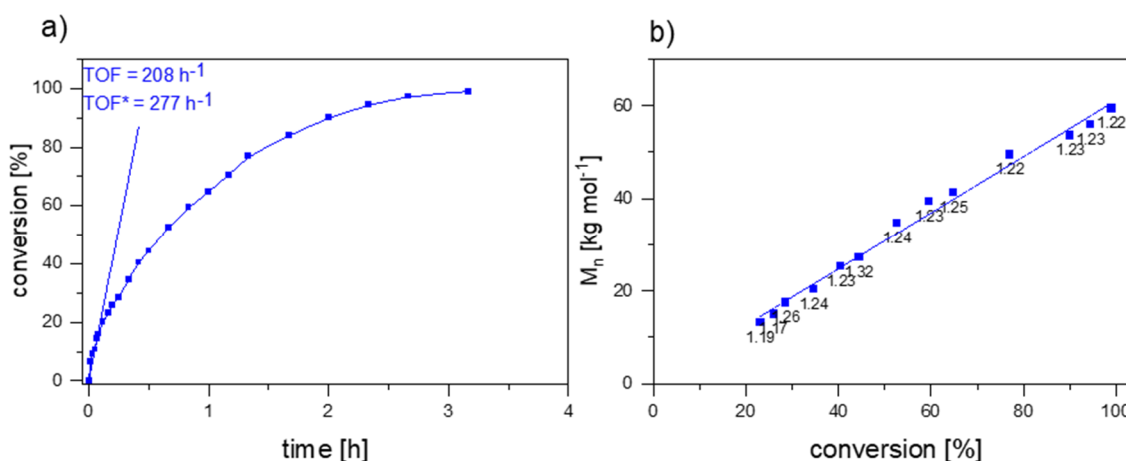 a)
TOF = 208 h⁻¹
TOF* = 277 h⁻¹
100
80
60
40
20
0
conversion [%]
0 1 2 3 4
time [h]
b)
60
40
20
0
Mₙ [kg mol⁻¹]
1.19
1.17
1.26
1.24
1.23
1.32
1.24
1.23
1.25
1.22
1.23
1.23
1.22
0 20 40 60 80 100
conversion [%]